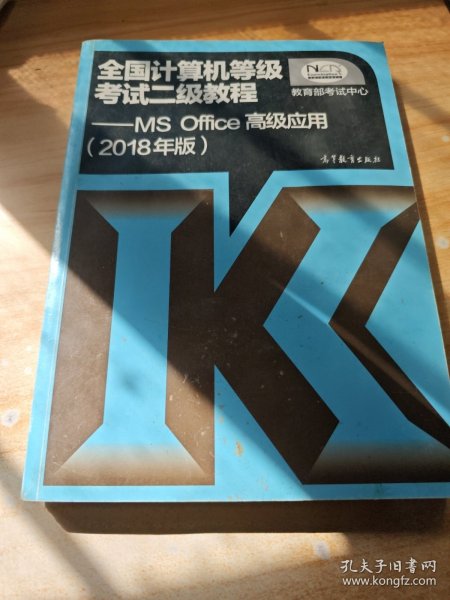 全国计算机等级
考试二级教程
——MS Office 高级应用
(2018年版)
NCRE
教育部考试中心
高等教育出版社
孔夫子旧书网
www.kongfz.com